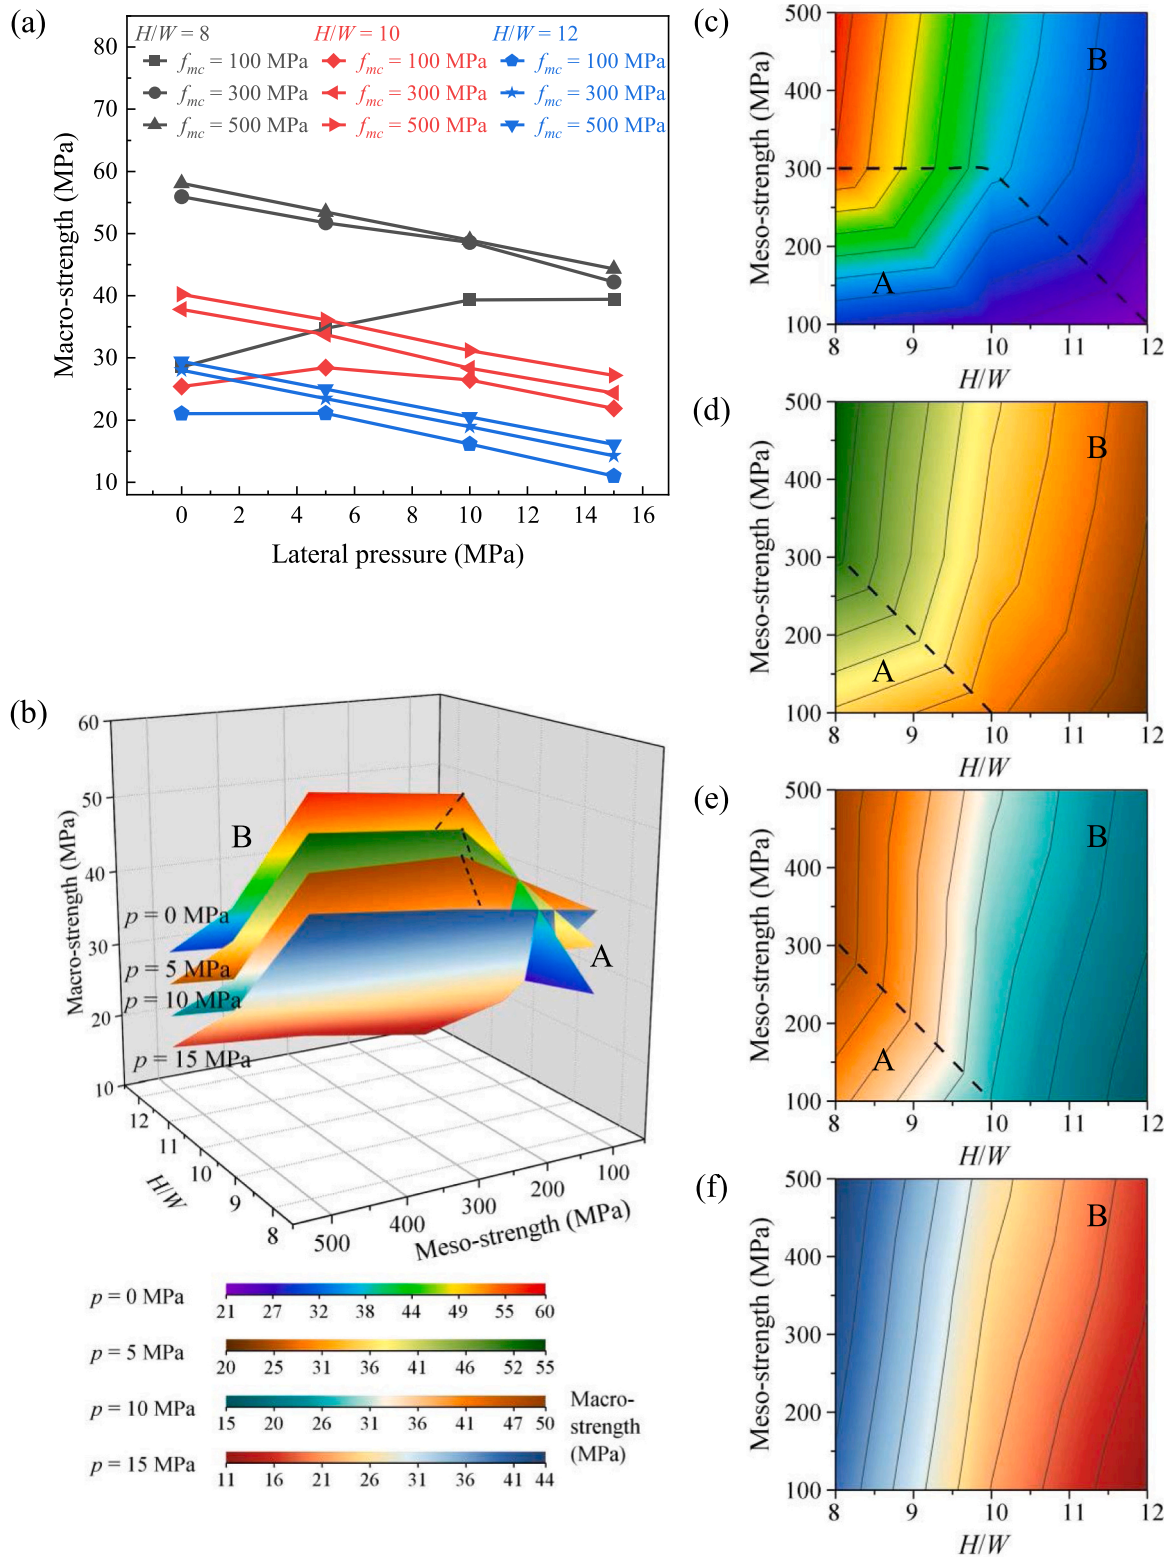 (a)
H/W = 8 H/W = 10 H/W = 12
f_mc = 100 MPa f_mc = 100 MPa f_mc = 100 MPa
f_mc = 300 MPa f_mc = 300 MPa f_mc = 300 MPa
f_mc = 500 MPa f_mc = 500 MPa f_mc = 500 MPa
Macro-strength (MPa)
80
70
60
50
40
30
20
10
0 2 4 6 8 10 12 14 16
Lateral pressure (MPa)
(b)
60
50
40
30
20
10
Macro-strength (MPa)
B
A
p = 0 MPa
p = 5 MPa
p = 10 MPa
p = 15 MPa
12
11
10
9
8
H/W
500
400
300
200
100
Meso-strength (MPa)
p = 0 MPa
21 27 32 38 44 49 55 60
p = 5 MPa
20 25 31 36 41 46 52 55
p = 10 MPa
15 20 26 31 36 41 47 50
p = 15 MPa
11 16 21 26 31 36 41 44
Macro-
strength
(MPa)
(c)
Meso-strength (MPa)
500
400
300
200
100
B
A
8 9 10 11 12
H/W
(d)
Meso-strength (MPa)
500
400
300
200
100
B
A
8 9 10 11 12
H/W
(e)
Meso-strength (MPa)
500
400
300
200
100
B
A
8 9 10 11 12
H/W
(f)
Meso-strength (MPa)
500
400
300
200
100
B
8 9 10 11 12
H/W